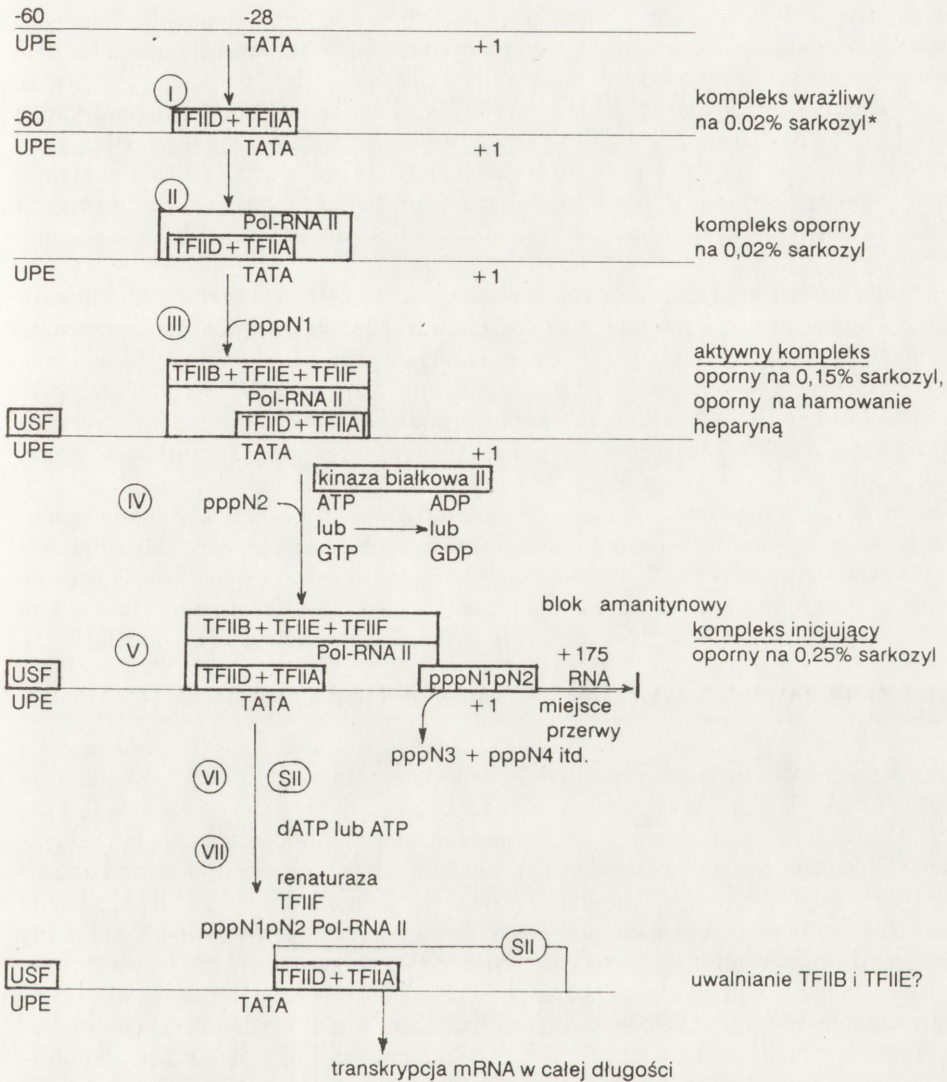 -60 -28
UPE TATA +1
I
TFIID + TFIIA
kompleks wrażliwy
na 0.02% sarkozyl*
-60
UPE TATA +1
II
Pol-RNA II
TFIID + TFIIA
kompleks oporny
na 0,02% sarkozyl
UPE TATA +1
III pppN1
TFIIB + TFIIE + TFIIF
Pol-RNA II
USF TFIID + TFIIA
aktywny kompleks
oporny na 0,15% sarkozyl,
oporny na hamowanie
heparyną
UPE TATA +1
kinaza białkowa II
IV pppN2
ATP ADP
lub lub
GTP GDP
blok amanitynowy
V
TFIIB + TFIIE + TFIIF
Pol-RNA II
kompleks inicjujący
oporny na 0,25% sarkozyl
USF TFIID + TFIIA pppN1pN2
+175
RNA
UPE TATA +1
miejsce
przerwy
pppN3 + pppN4 itd.
VI SII
dATP lub ATP
VII
renaturaza
TFIIF
pppN1pN2 Pol-RNA II
SII
USF TFIID + TFIIA
uwalnianie TFIIB i TFIIE?
UPE TATA
transkrypcja mRNA w całej długości